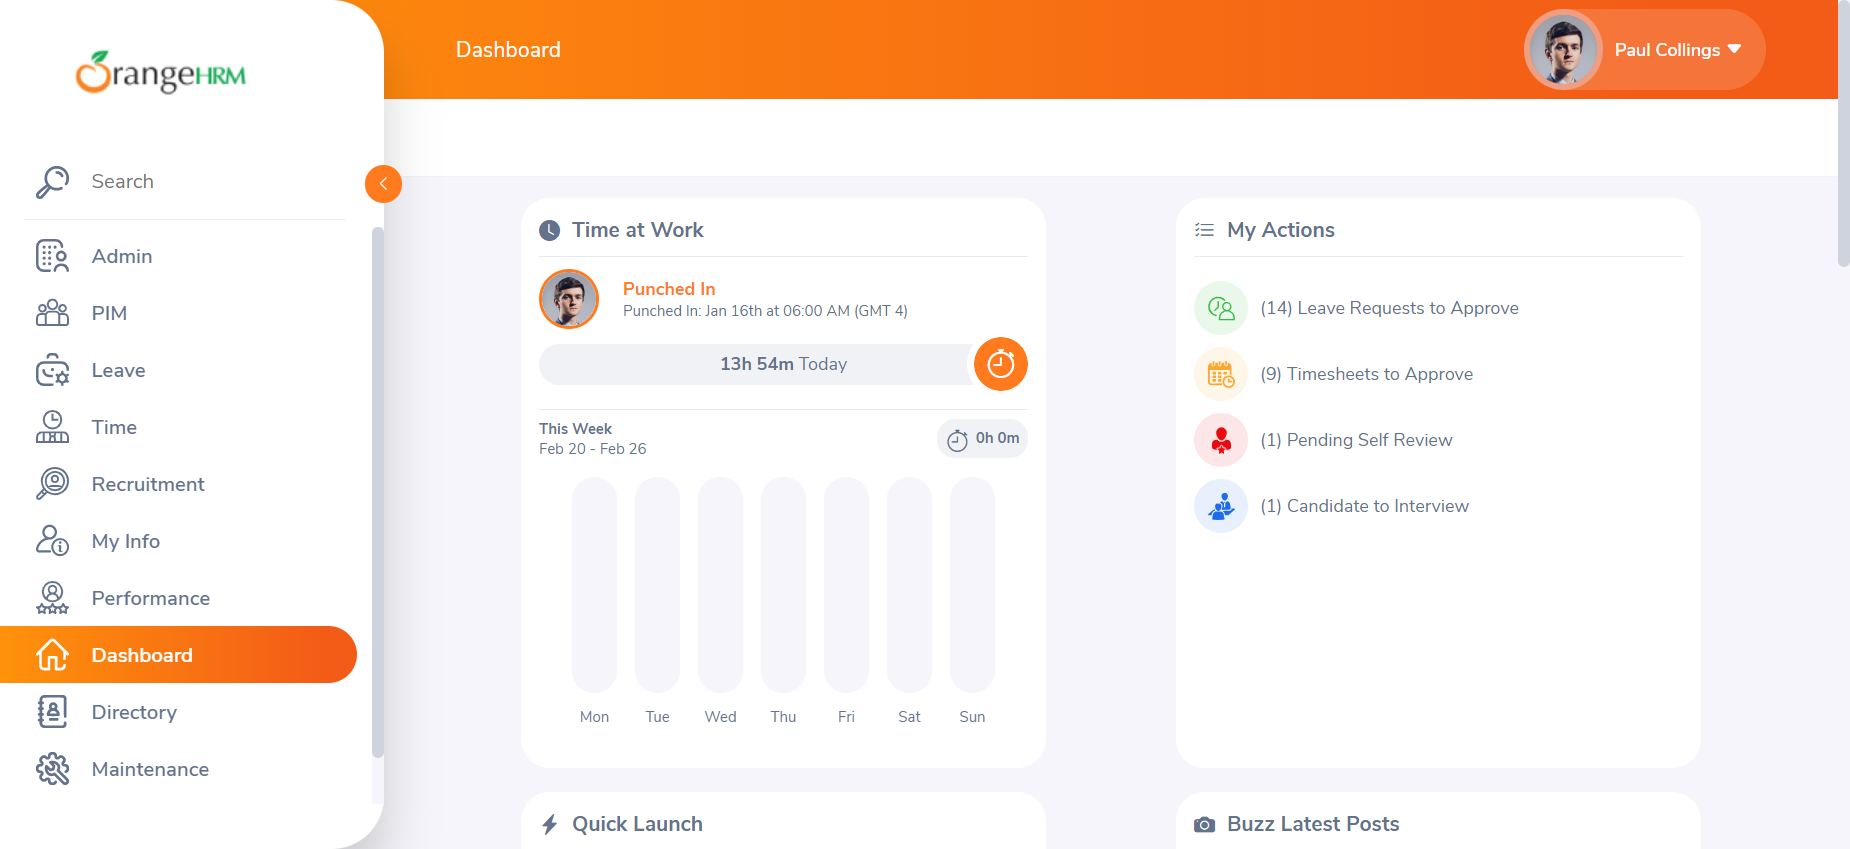 OrangeHRM
Search
Admin
PIM
Leave
Time
Recruitment
My Info
Performance
Dashboard
Directory
Maintenance
Dashboard
Paul Collings
Time at Work
Punched In
Punched In: Jan 16th at 06:00 AM (GMT 4)
13h 54m Today
This Week
Feb 20 - Feb 26
0h 0m
Mon Tue Wed Thu Fri Sat Sun
My Actions
(14) Leave Requests to Approve
(9) Timesheets to Approve
(1) Pending Self Review
(1) Candidate to Interview
Quick Launch
Buzz Latest Posts